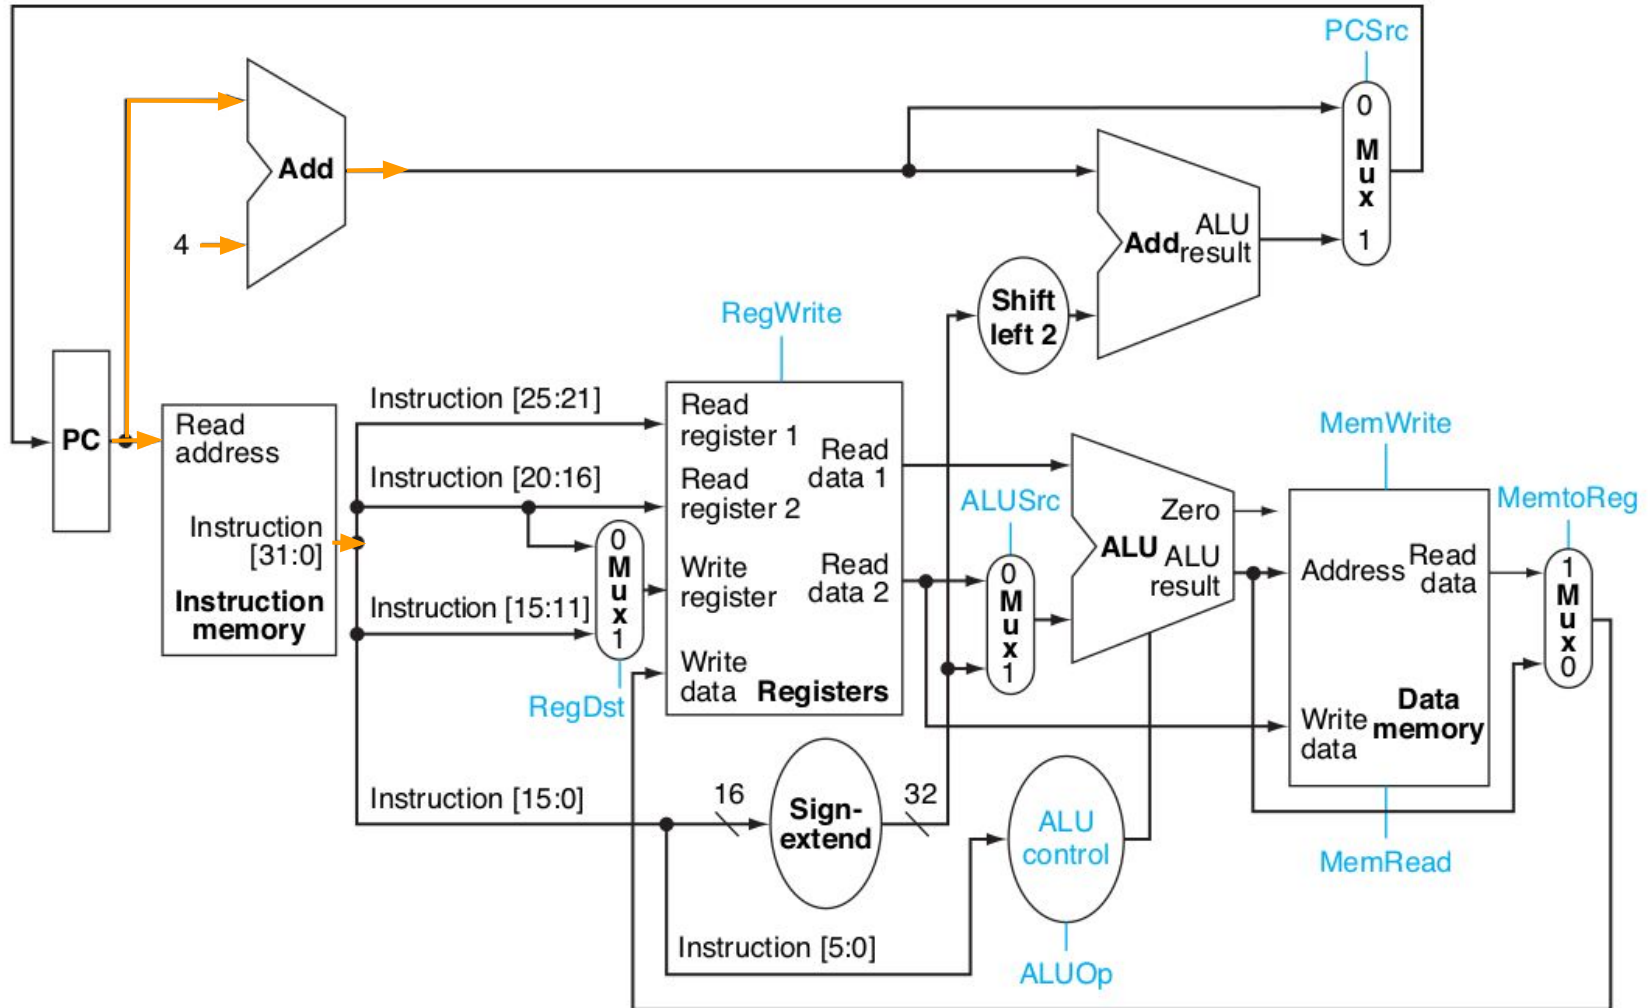 PCSrc
0
M
u
x
1
Add
4
Add
ALU
result
Shift
left 2
RegWrite
PC
Read
address
Instruction
[31:0]
Instruction
memory
Instruction [25:21]
Instruction [20:16]
Instruction [15:11]
Instruction [15:0]
Instruction [5:0]
0
M
u
x
1
RegDst
Read
register 1
Read
register 2
Write
register
Write
data
Read
data 1
Read
data 2
Registers
16
Sign-
extend
32
ALUSrc
0
M
u
x
1
Zero
ALU
ALU
result
ALU
control
ALUOp
MemWrite
Address
Read
data
Write
data
Data
memory
MemRead
MemtoReg
1
M
u
x
0